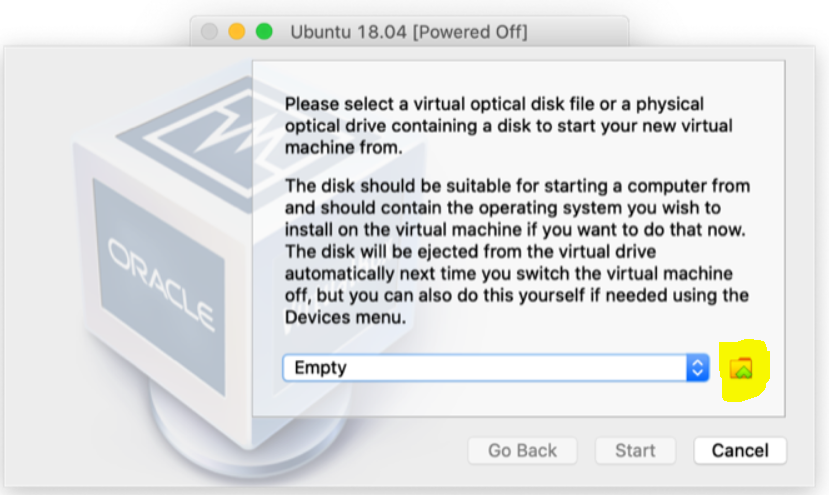 Ubuntu 18.04 [Powered Off]
Please select a virtual optical disk file or a physical
optical drive containing a disk to start your new virtual
machine from.
The disk should be suitable for starting a computer from
and should contain the operating system you wish to
install on the virtual machine if you want to do that now.
The disk will be ejected from the virtual drive
automatically next time you switch the virtual machine
off, but you can also do this yourself if needed using the
Devices menu.
ORACLE
Empty
Go Back
Start
Cancel